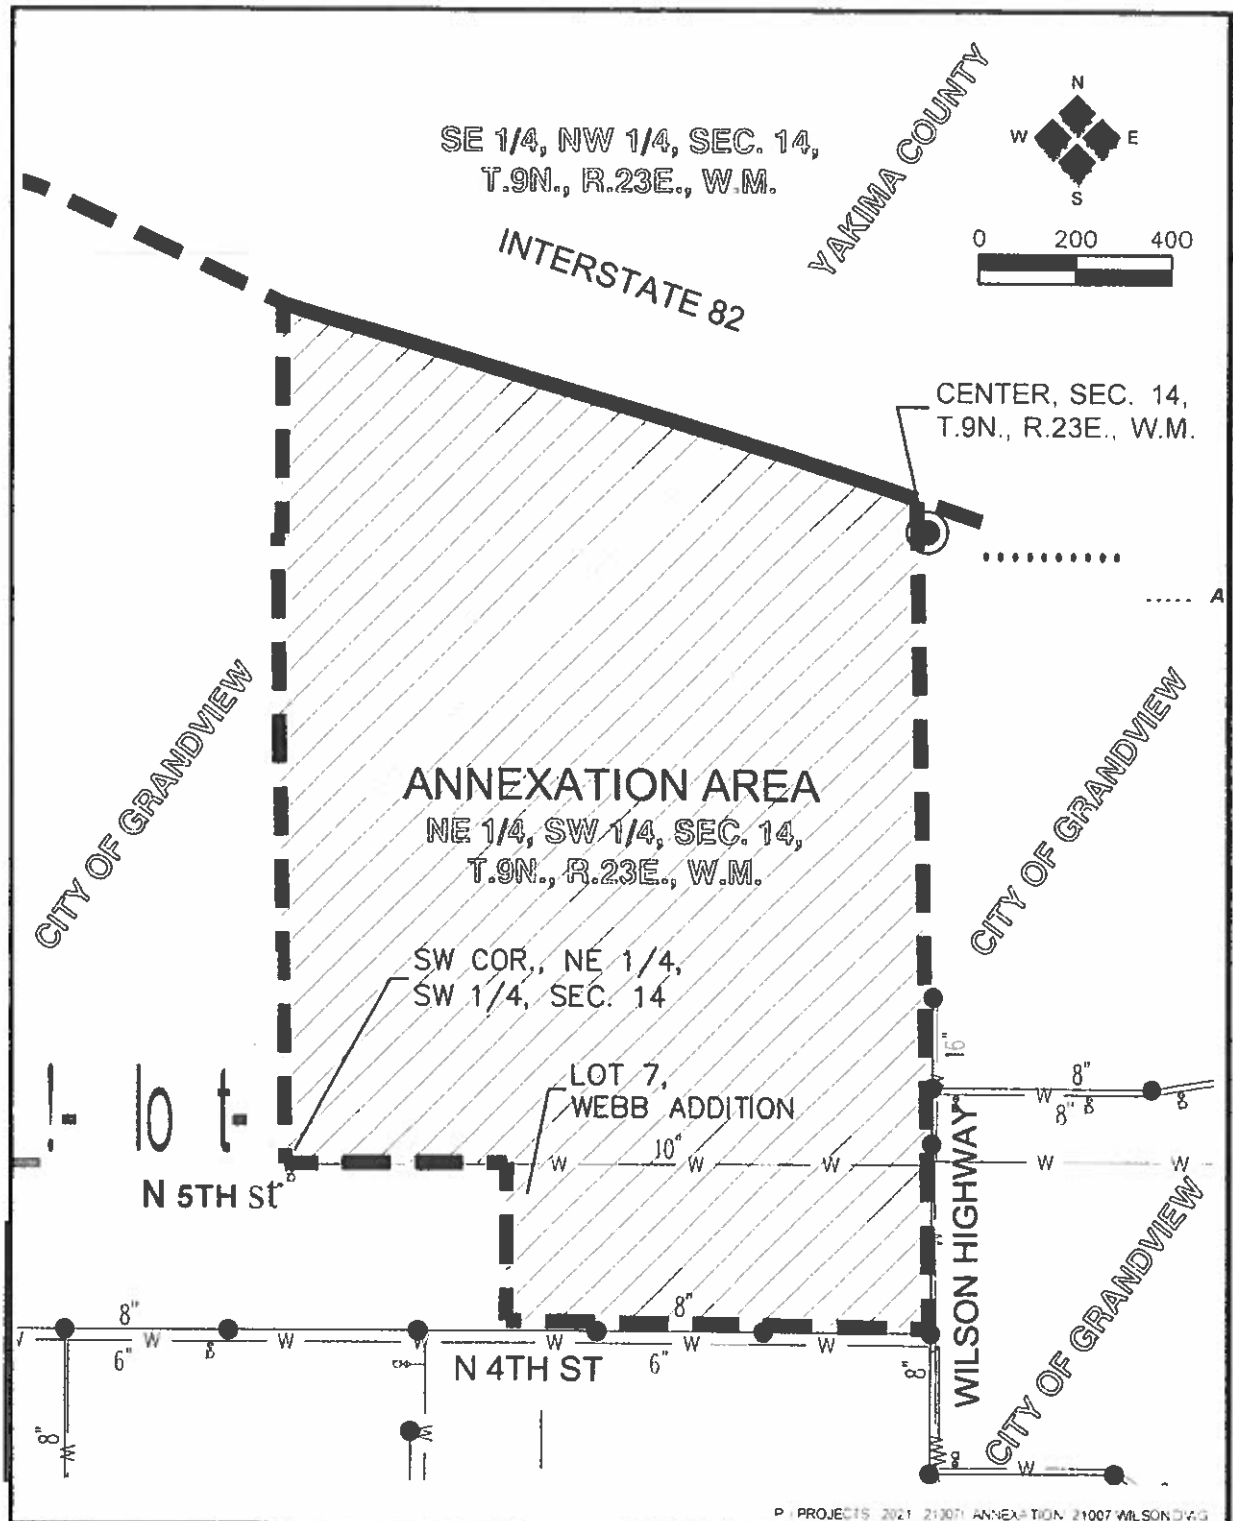 N
W E
S
SE 1/4, NW 1/4, SEC. 14,
T.9N., R.23E., W.M.
YAKIMA COUNTY
0 200 400
INTERSTATE 82
CENTER, SEC. 14,
T.9N., R.23E., W.M.
A
CITY OF GRANDVIEW
CITY OF GRANDVIEW
ANNEXATION AREA
NE 1/4, SW 1/4, SEC. 14,
T.9N., R.23E., W.M.
SW COR., NE 1/4,
SW 1/4, SEC. 14
LOT 7,
WEBB ADDITION
16"
W
8"
W
8"
10"
W W W W W
N 5TH St
WILSON HIGHWAY
W
CITY OF GRANDVIEW
8" 8"
W W W W W W
6" 6"
N 4TH ST
8"
8"
W W W
W
P PROJECTS 2021 21007 ANNEXATION 21007 WILSON.DWG